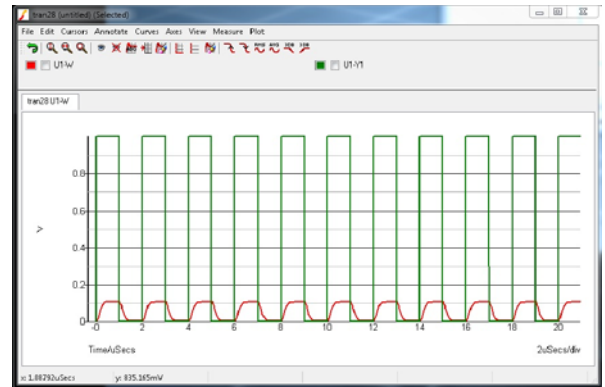 tran28 (untitled) (Selected)
File Edit Cursors Annotate Curves Axes View Measure Plot
U1-W U1-Y1
tran28 U1-W
0.8
0.6
0.4
0.2
0
V
-0 2 4 6 8 10 12 14 16 18 20
Time/uSecs 2uSecs/div
x: 1.08792uSecs y: 835.165mV